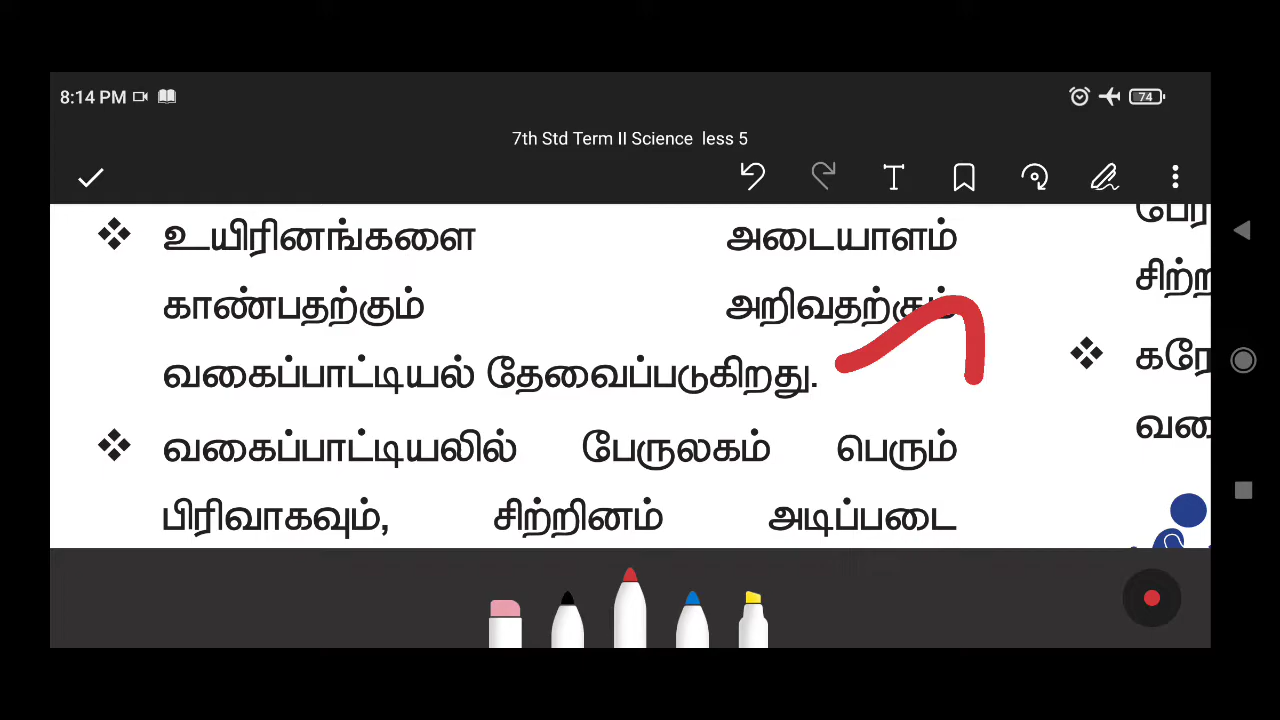 8:14 PM
74
7th Std Term II Science less 5
உயிரினங்களை அடையாளம்
காண்பதற்கும் அறிவதற்கும்
வகைப்பாட்டியல் தேவைப்படுகிறது.
வகைப்பாட்டியலில் பேருலகம் பெரும்
பிரிவாகவும், சிற்றினம் அடிப்படை